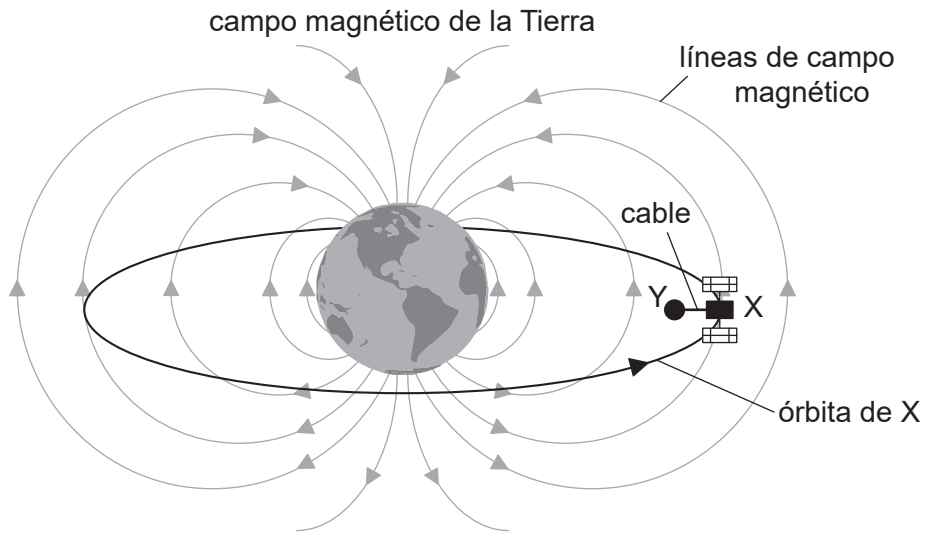 campo magnético de la Tierra
líneas de campo
magnético
cable
Y
X
órbita de X